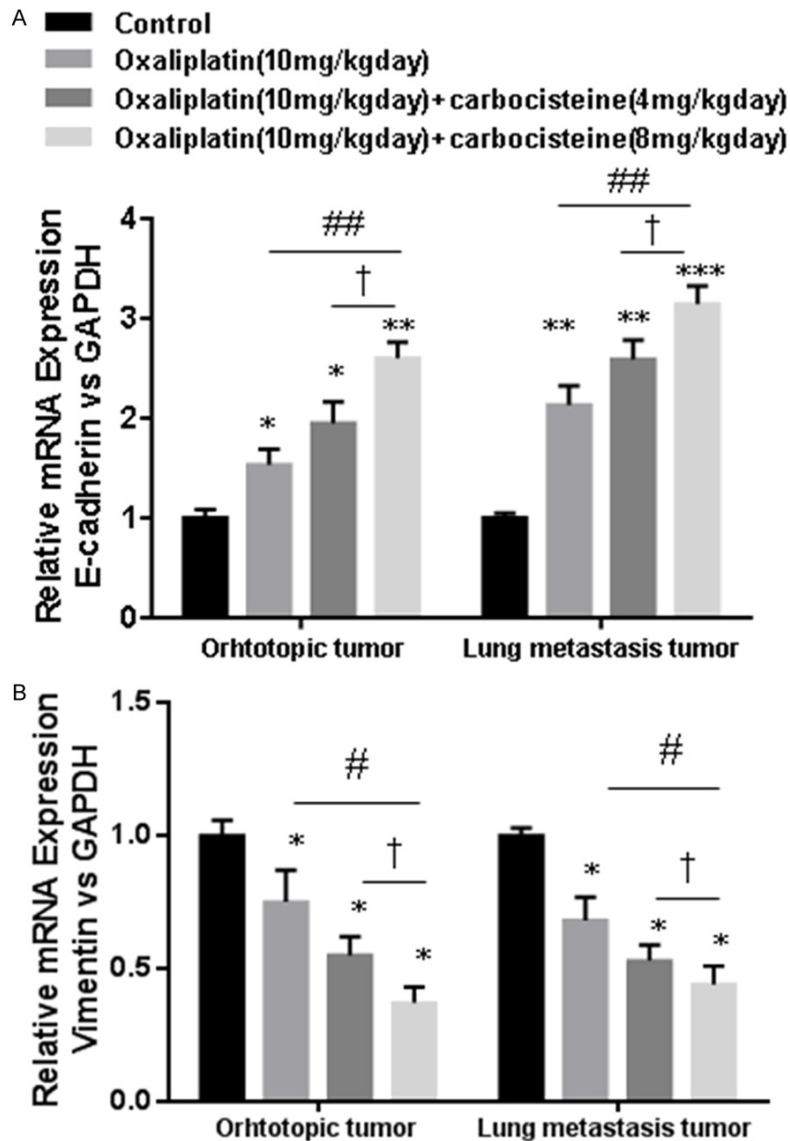 A
Control
Oxaliplatin(10mg/kgday)
Oxaliplatin(10mg/kgday)+carbocisteine(4mg/kgday)
Oxaliplatin(10mg/kgday)+carbocisteine(8mg/kgday)
Relative mRNA Expression
E-cadherin vs GAPDH
4
3
2
1
0
##
†
*
*
**
##
†
**
**
***
Orhtotopic tumor
Lung metastasis tumor
B
Relative mRNA Expression
Vimentin vs GAPDH
1.5
1.0
0.5
0.0
#
†
*
*
*
#
†
*
*
*
Orhtotopic tumor
Lung metastasis tumor